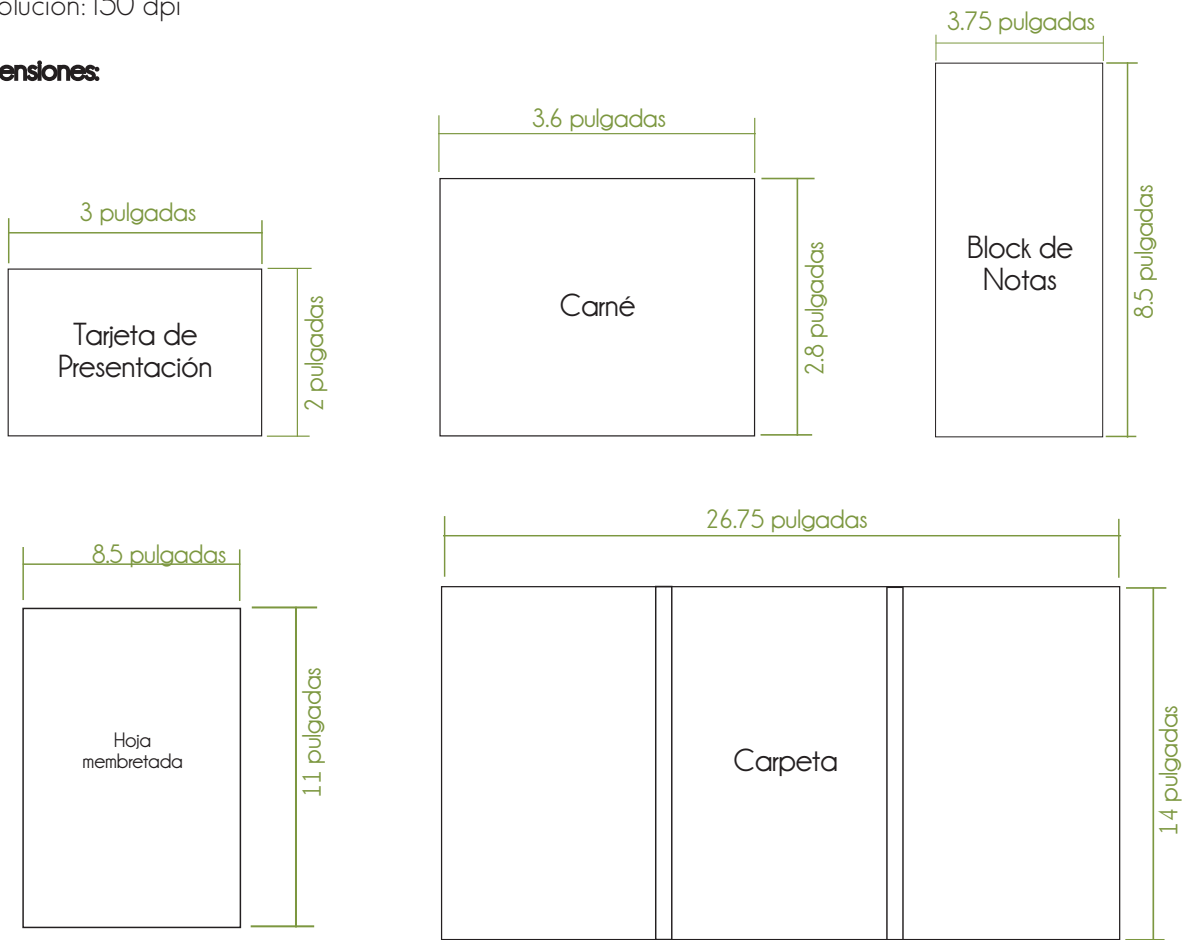 olución: 150 dpi
ensiones:
3.75 pulgadas
3.6 pulgadas
3 pulgadas
Tarjeta de
Presentación
2 pulgadas
Carné
2.8 pulgadas
Block de
Notas
8.5 pulgadas
8.5 pulgadas
Hoja
membretada
11 pulgadas
26.75 pulgadas
Carpeta
14 pulgadas